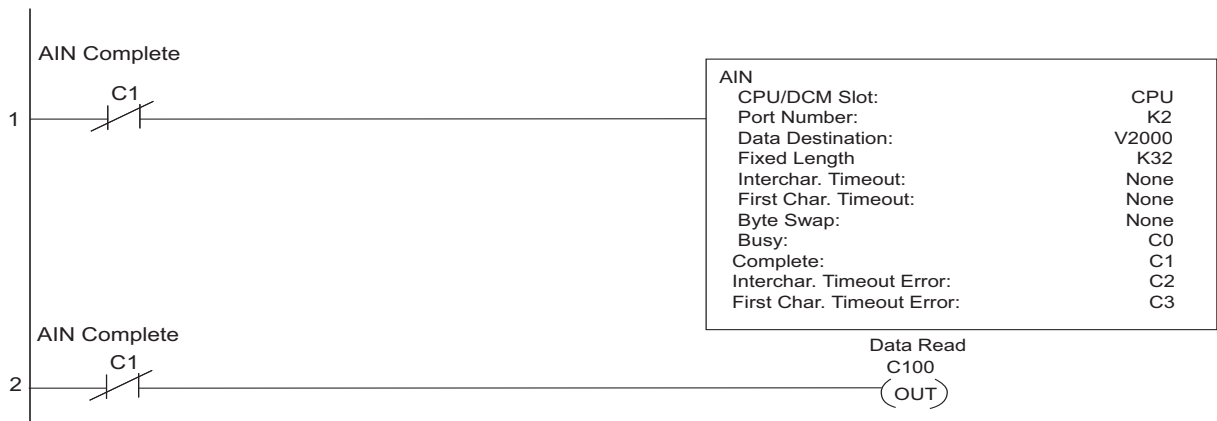 AIN Complete
C1
1
AIN
CPU/DCM Slot: CPU
Port Number: K2
Data Destination: V2000
Fixed Length K32
Interchar. Timeout: None
First Char. Timeout: None
Byte Swap: None
Busy: C0
Complete: C1
Interchar. Timeout Error: C2
First Char. Timeout Error: C3
AIN Complete
C1
2
Data Read
C100
OUT